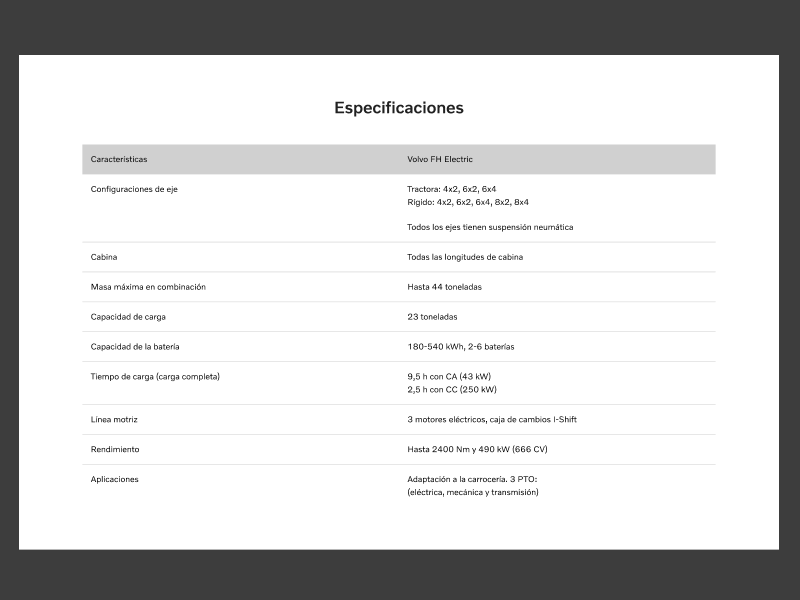 Especificaciones
Características
Volvo FH Electric
Configuraciones de eje
Tractora: 4x2, 6x2, 6x4
Rígido: 4x2, 6x2, 6x4, 8x2, 8x4
Todos los ejes tienen suspensión neumática
Cabina
Todas las longitudes de cabina
Masa máxima en combinación
Hasta 44 toneladas
Capacidad de carga
23 toneladas
Capacidad de la batería
180-540 kWh, 2-6 baterías
Tiempo de carga (carga completa)
9,5 h con CA (43 kW)
2,5 h con CC (250 kW)
Línea motriz
3 motores eléctricos, caja de cambios I-Shift
Rendimiento
Hasta 2400 Nm y 490 kW (666 CV)
Aplicaciones
Adaptación a la carrocería. 3 PTO:
(eléctrica, mecánica y transmisión)